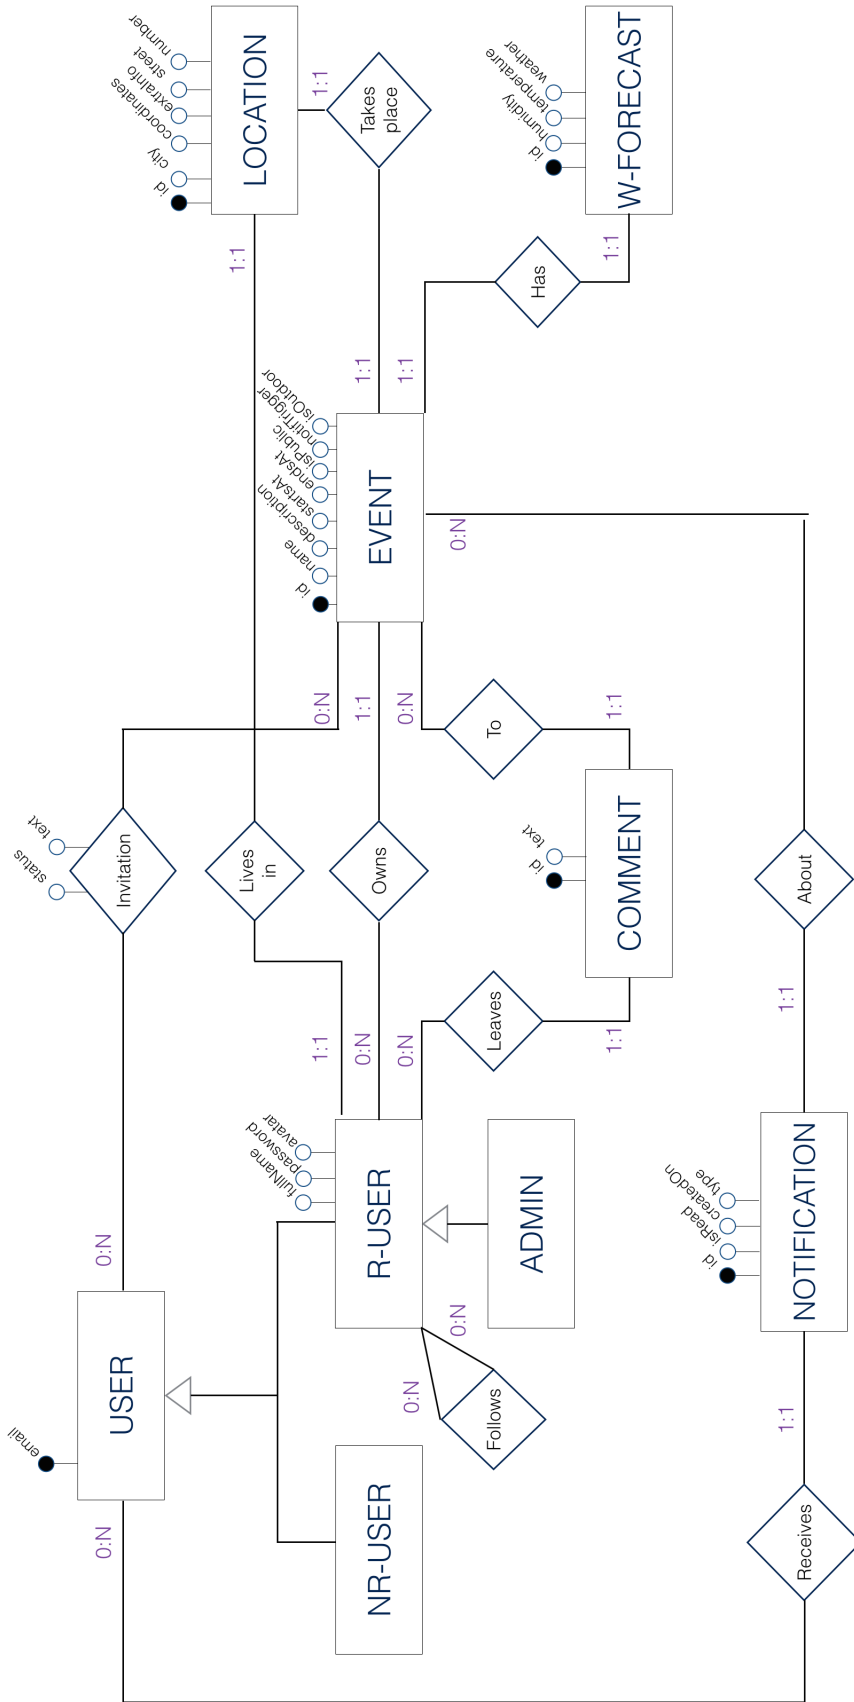 email
USER
0:N
0:N
status
text
Invitation
0:N
number
street
extraInfo
coordinates
city
id
LOCATION
1:1
1:1
Takes
place
1:1
Lives
in
1:1
NR-USER
fullName
password
avatar
R-USER
0:N
0:N
Follows
ADMIN
0:N
Owns
1:1
0:N
Leaves
1:1
id
text
COMMENT
1:1
To
0:N
id
name
description
startsAt
endsAt
isPublic
notifTrigger
isOutdoor
EVENT
1:1
Has
1:1
id
humidity
temperature
weather
W-FORECAST
0:N
About
1:1
id
isRead
createdOn
type
NOTIFICATION
1:1
Receives